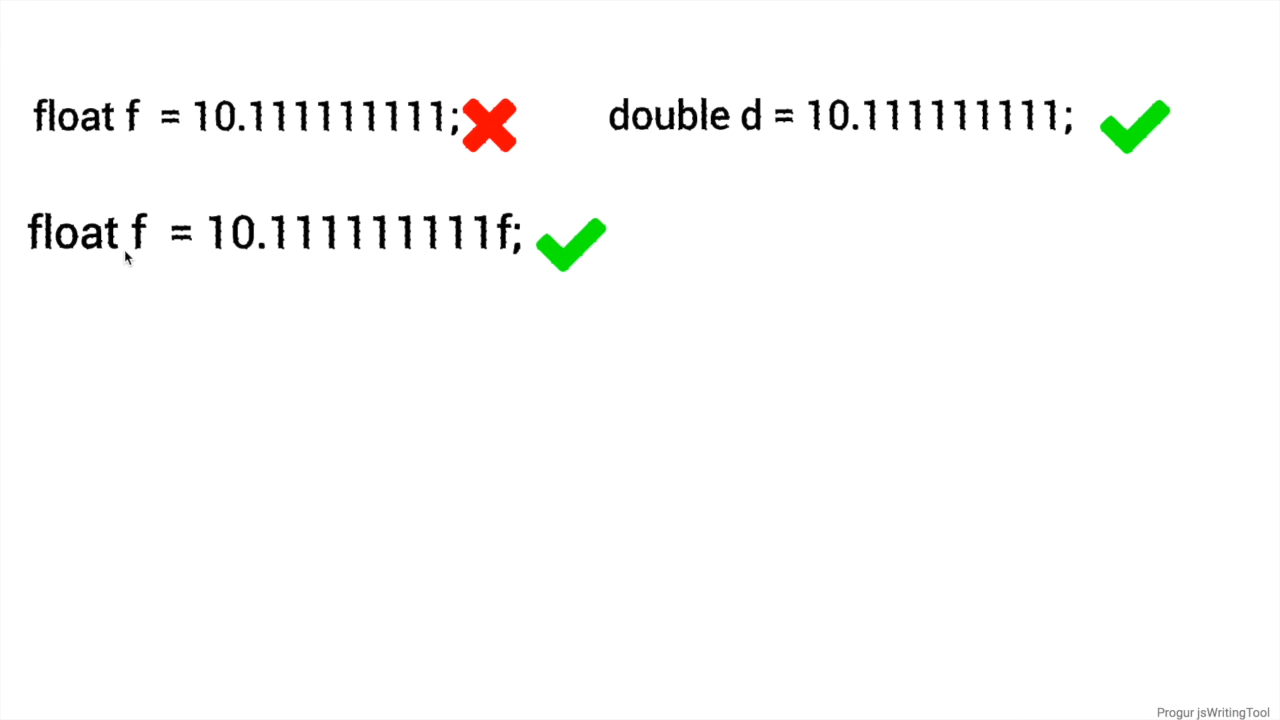 float f = 10.111111111;
double d = 10.111111111;
float f = 10.111111111f;
Progur jsWritingTool